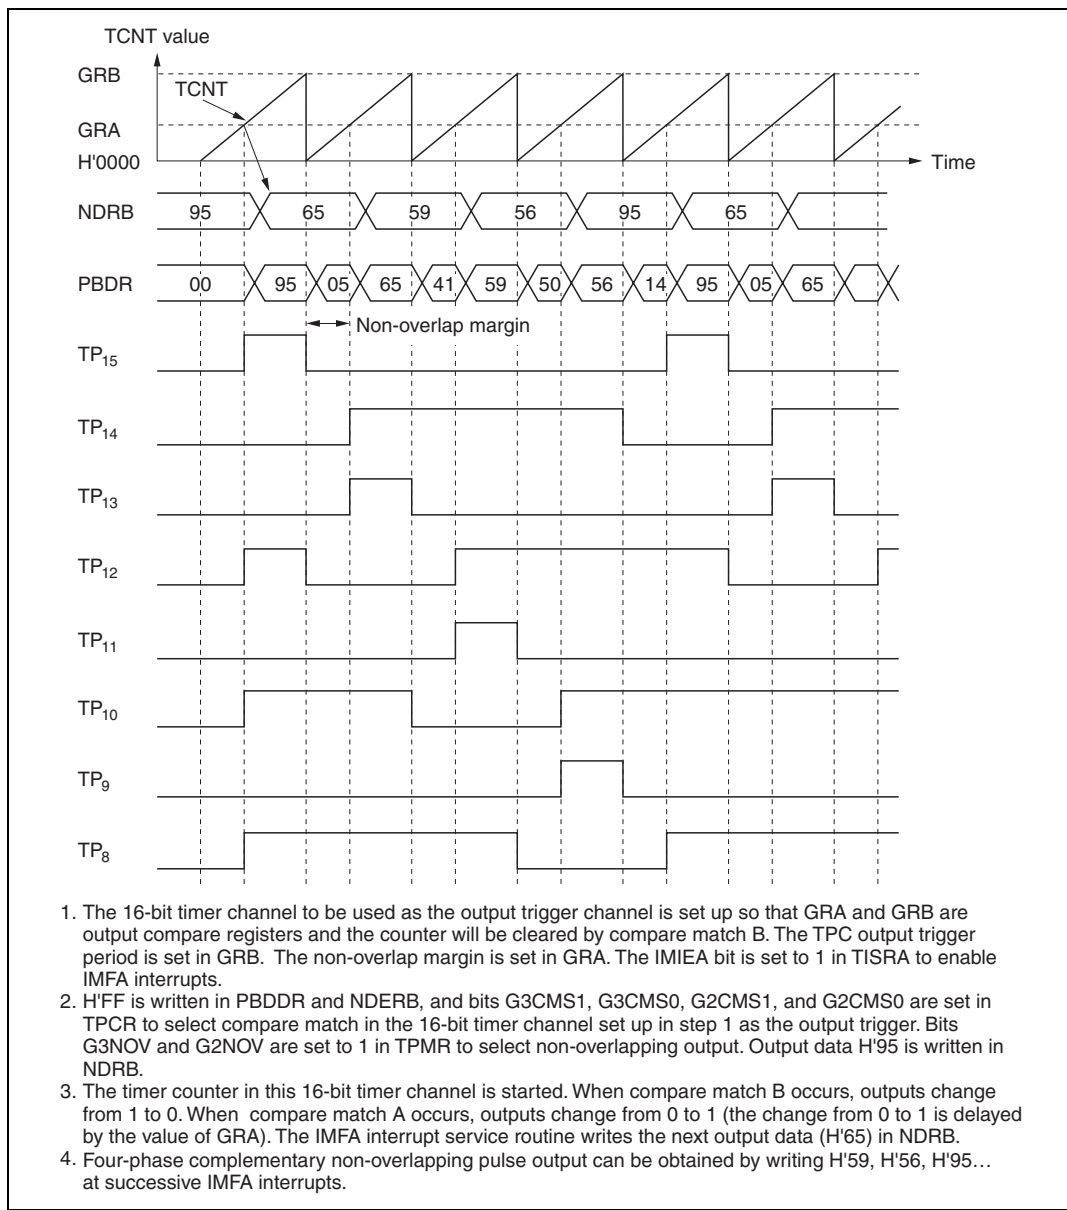 TCNT value
GRB
TCNT
GRA
H'0000
Time
NDRB 95 65 59 56 95 65
PBDR 00 95 05 65 41 59 50 56 14 95 05 65
Non-overlap margin
TP15
TP14
TP13
TP12
TP11
TP10
TP9
TP8
1. The 16-bit timer channel to be used as the output trigger channel is set up so that GRA and GRB are
output compare registers and the counter will be cleared by compare match B. The TPC output trigger
period is set in GRB. The non-overlap margin is set in GRA. The IMIEA bit is set to 1 in TISRA to enable
IMFA interrupts.
2. H'FF is written in PBDDR and NDERB, and bits G3CMS1, G3CMS0, G2CMS1, and G2CMS0 are set in
TPCR to select compare match in the 16-bit timer channel set up in step 1 as the output trigger. Bits
G3NOV and G2NOV are set to 1 in TPMR to select non-overlapping output. Output data H'95 is written in
NDRB.
3. The timer counter in this 16-bit timer channel is started. When compare match B occurs, outputs change
from 1 to 0. When compare match A occurs, outputs change from 0 to 1 (the change from 0 to 1 is delayed
by the value of GRA). The IMFA interrupt service routine writes the next output data (H'65) in NDRB.
4. Four-phase complementary non-overlapping pulse output can be obtained by writing H'59, H'56, H'95…
at successive IMFA interrupts.